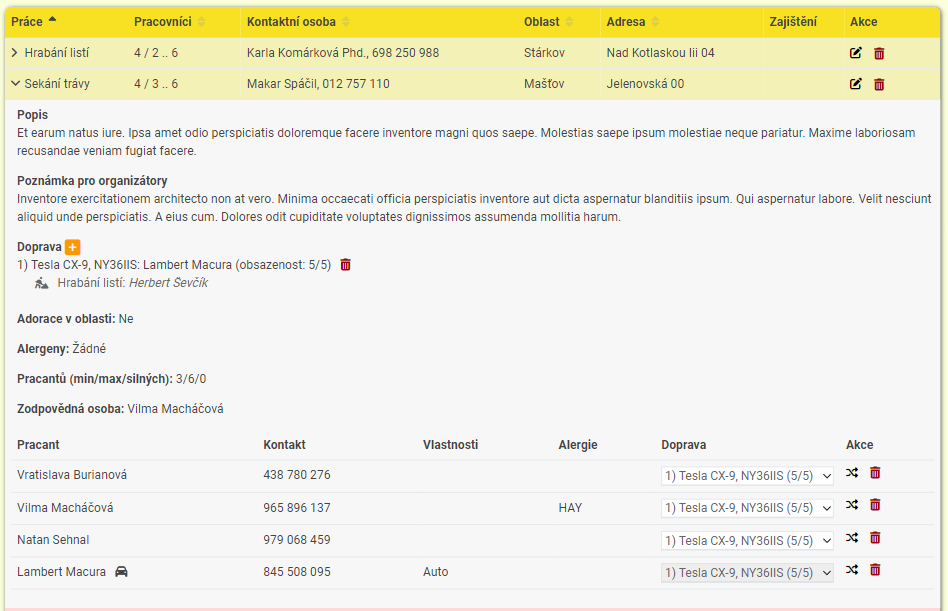 Práce Pracovníci Kontaktní osoba Oblast Adresa Zajištění Akce
Hrabání listí 4 / 2 .. 6 Karla Komárková Phd., 698 250 988 Stárkov Nad Kotlaskou Iii 04
Sekání trávy 4 / 3 .. 6 Makar Spáčil, 012 757 110 Mašťov Jelenovská 00
Popis
Et earum natus iure. Ipsa amet odio perspiciatis doloremque facere inventore magni quos saepe. Molestias saepe ipsum molestiae neque pariatur. Maxime laboriosam
recusandae veniam fugiat facere.
Poznámka pro organizátory
Inventore exercitationem architecto non at vero. Minima occaecati officia perspiciatis inventore aut dicta aspernatur blanditiis ipsum. Qui aspernatur labore. Velit nesciunt
aliquid unde perspiciatis. A eius cum. Dolores odit cupiditate voluptates dignissimos assumenda mollitia harum.
Doprava
1) Tesla CX-9, NY36IIS: Lambert Macura (obsazenost: 5/5)
Hrabání listí: Herbert Ševčík
Adorace v oblasti: Ne
Alergeny: Žádné
Pracantů (min/max/silných): 3/6/0
Zodpovědná osoba: Vilma Macháčová
Pracant Kontakt Vlastnosti Alergie Doprava Akce
Vratislava Burianová 438 780 276 1) Tesla CX-9, NY36IIS (5/5)
Vilma Macháčová 965 896 137 HAY 1) Tesla CX-9, NY36IIS (5/5)
Natan Sehnal 979 068 459 1) Tesla CX-9, NY36IIS (5/5)
Lambert Macura 845 508 095 Auto 1) Tesla CX-9, NY36IIS (5/5)